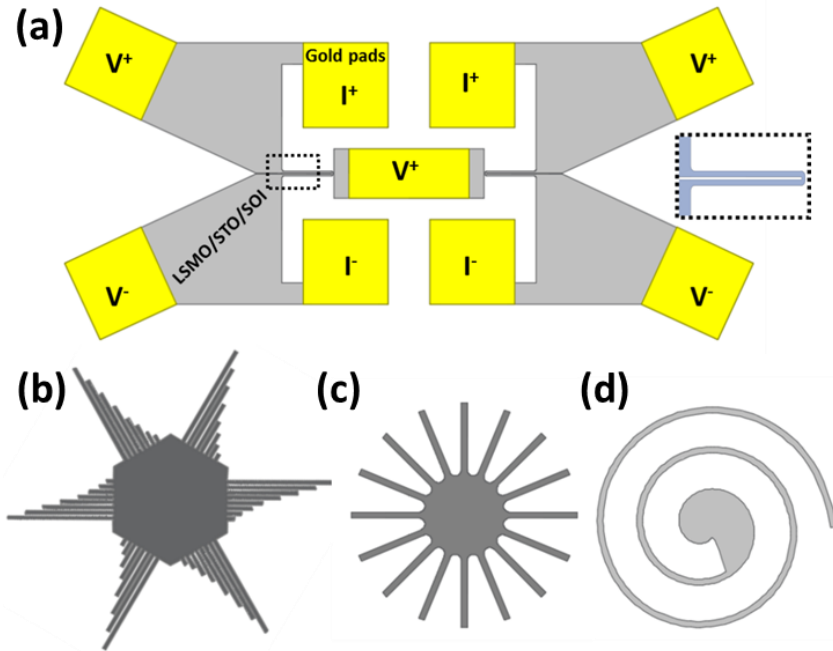 (a)
V⁺
Gold pads
I⁺
I⁺
V⁺
V⁺
LSMO/STO/SOI
V⁻
I⁻
I⁻
V⁻
(b)
(c)
(d)